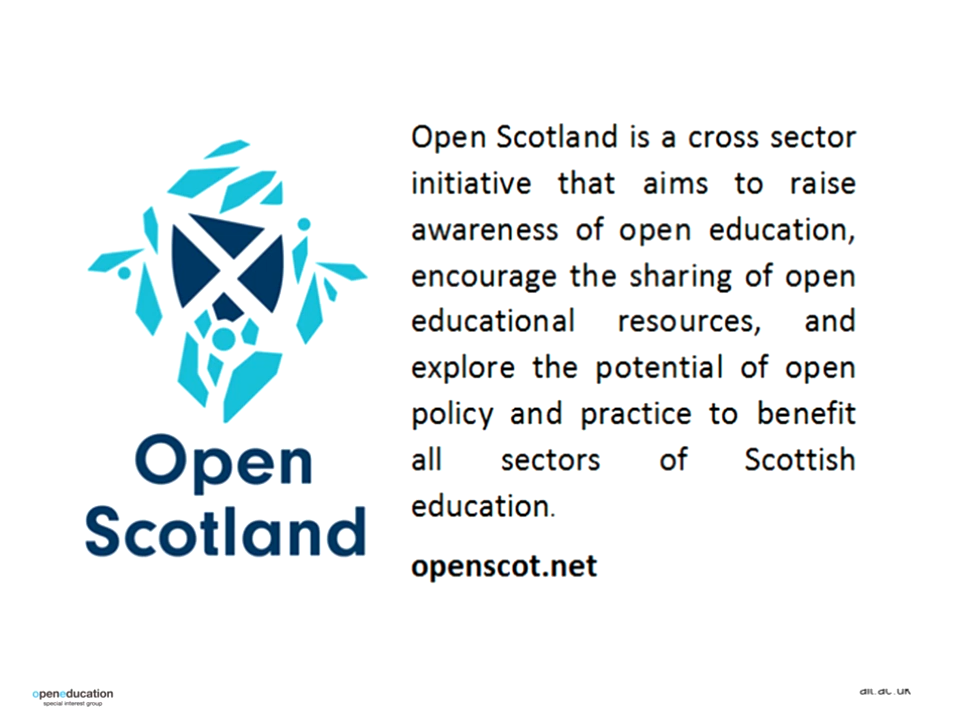 Open Scotland is a cross sector
initiative that aims to raise
awareness of open education,
encourage the sharing of open
educational resources, and
explore the potential of open
policy and practice to benefit
all sectors of Scottish
education.
openscot.net
Open
Scotland
openeducation
special interest group